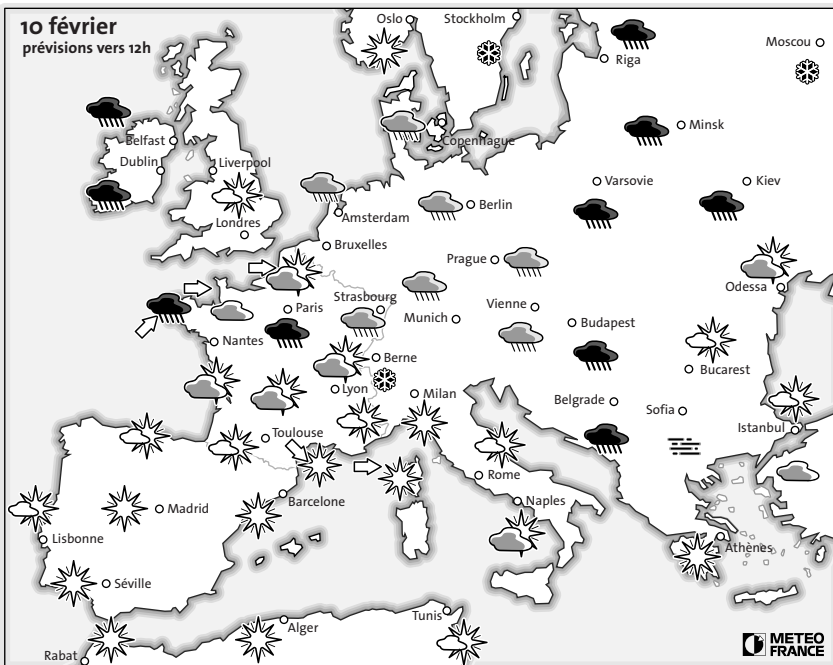 10 février
prévisions vers 12h
Oslo
Stockholm
Moscou
Riga
Minsk
Belfast
Copenhague
Dublin
Liverpool
Varsovie
Kiev
Londres
Amsterdam
Berlin
Bruxelles
Prague
Odessa
Strasbourg
Paris
Munich
Vienne
Budapest
Nantes
Berne
Bucarest
Lyon
Milan
Belgrade
Sofia
Istanbul
Toulouse
Rome
Barcelone
Naples
Madrid
Lisbonne
Athènes
Séville
Tunis
Alger
Rabat
METEO
FRANCE